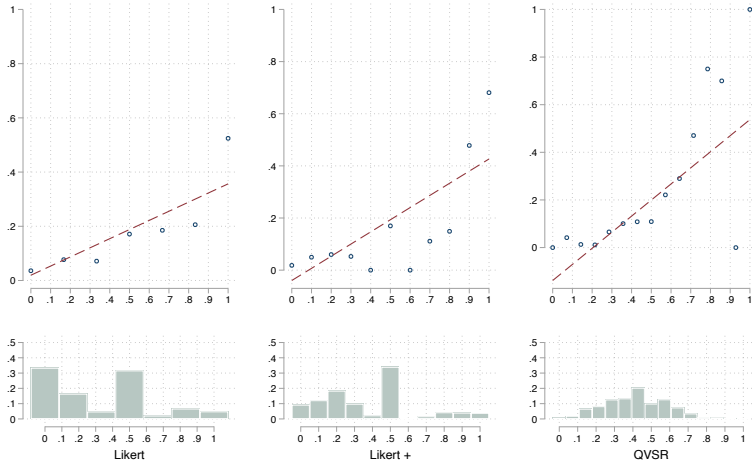 1 1 1
.8 .8 .8
.6 .6 .6
.4 .4 .4
.2 .2 .2
0 0 0
0 .1 .2 .3 .4 .5 .6 .7 .8 .9 1 0 .1 .2 .3 .4 .5 .6 .7 .8 .9 1 0 .1 .2 .3 .4 .5 .6 .7 .8 .9 1
.5 .5 .5
.4 .4 .4
.3 .3 .3
.2 .2 .2
.1 .1 .1
0 0 0
0 .1 .2 .3 .4 .5 .6 .7 .8 .9 1 0 .1 .2 .3 .4 .5 .6 .7 .8 .9 1 0 .1 .2 .3 .4 .5 .6 .7 .8 .9 1
Likert Likert + QVSR